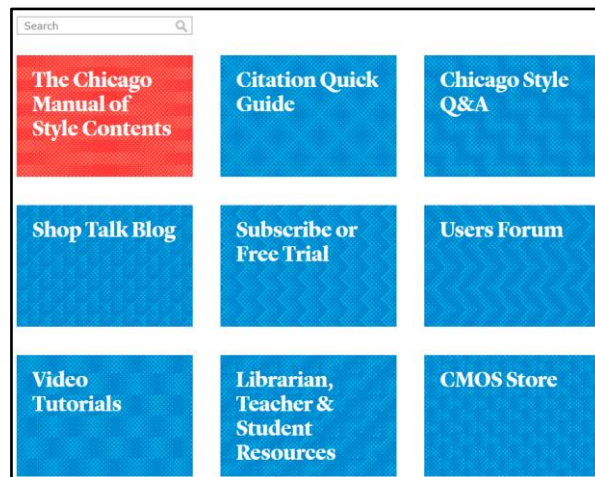 Search
The Chicago
Manual of
Style Contents
Citation Quick
Guide
Chicago Style
Q&A
Shop Talk Blog
Subscribe or
Free Trial
Users Forum
Video
Tutorials
Librarian,
Teacher &
Student
Resources
CMOS Store